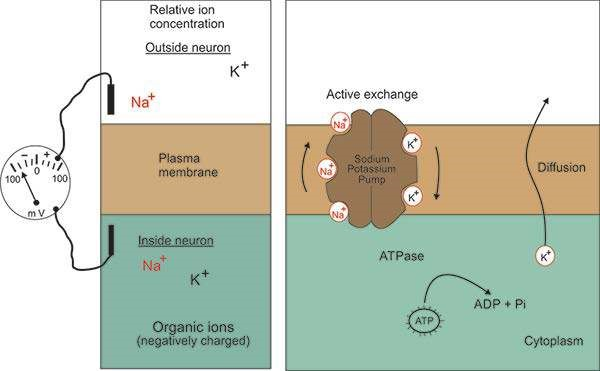 Relative ion
concentration
Outside neuron
K+
Na+
Plasma
membrane
Inside neuron
Na+
K+
Organic ions
(negatively charged)
− +
100 0 100
m V
Active exchange
Na+
K+
Sodium
Potassium
Pump
Na+
K+
Na+
Diffusion
K+
ATPase
ATP
ADP + Pi
Cytoplasm